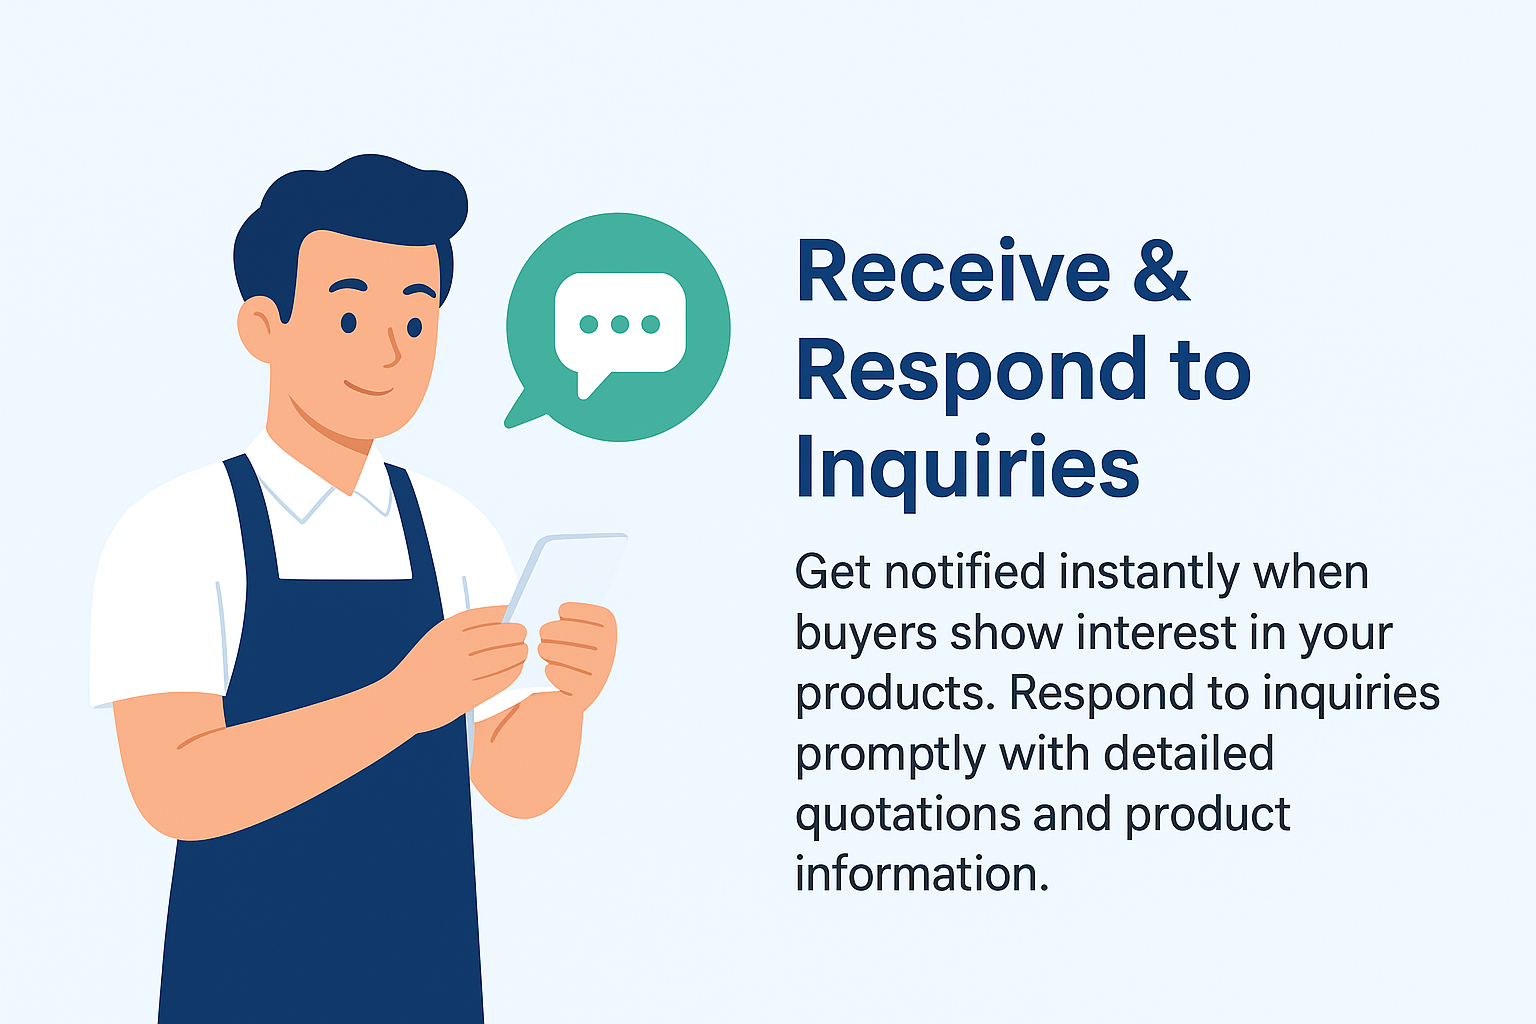 Receive &
Respond to
Inquiries
Get notified instantly when
buyers show interest in your
products. Respond to inquiries
promptly with detailed
quotations and product
information.